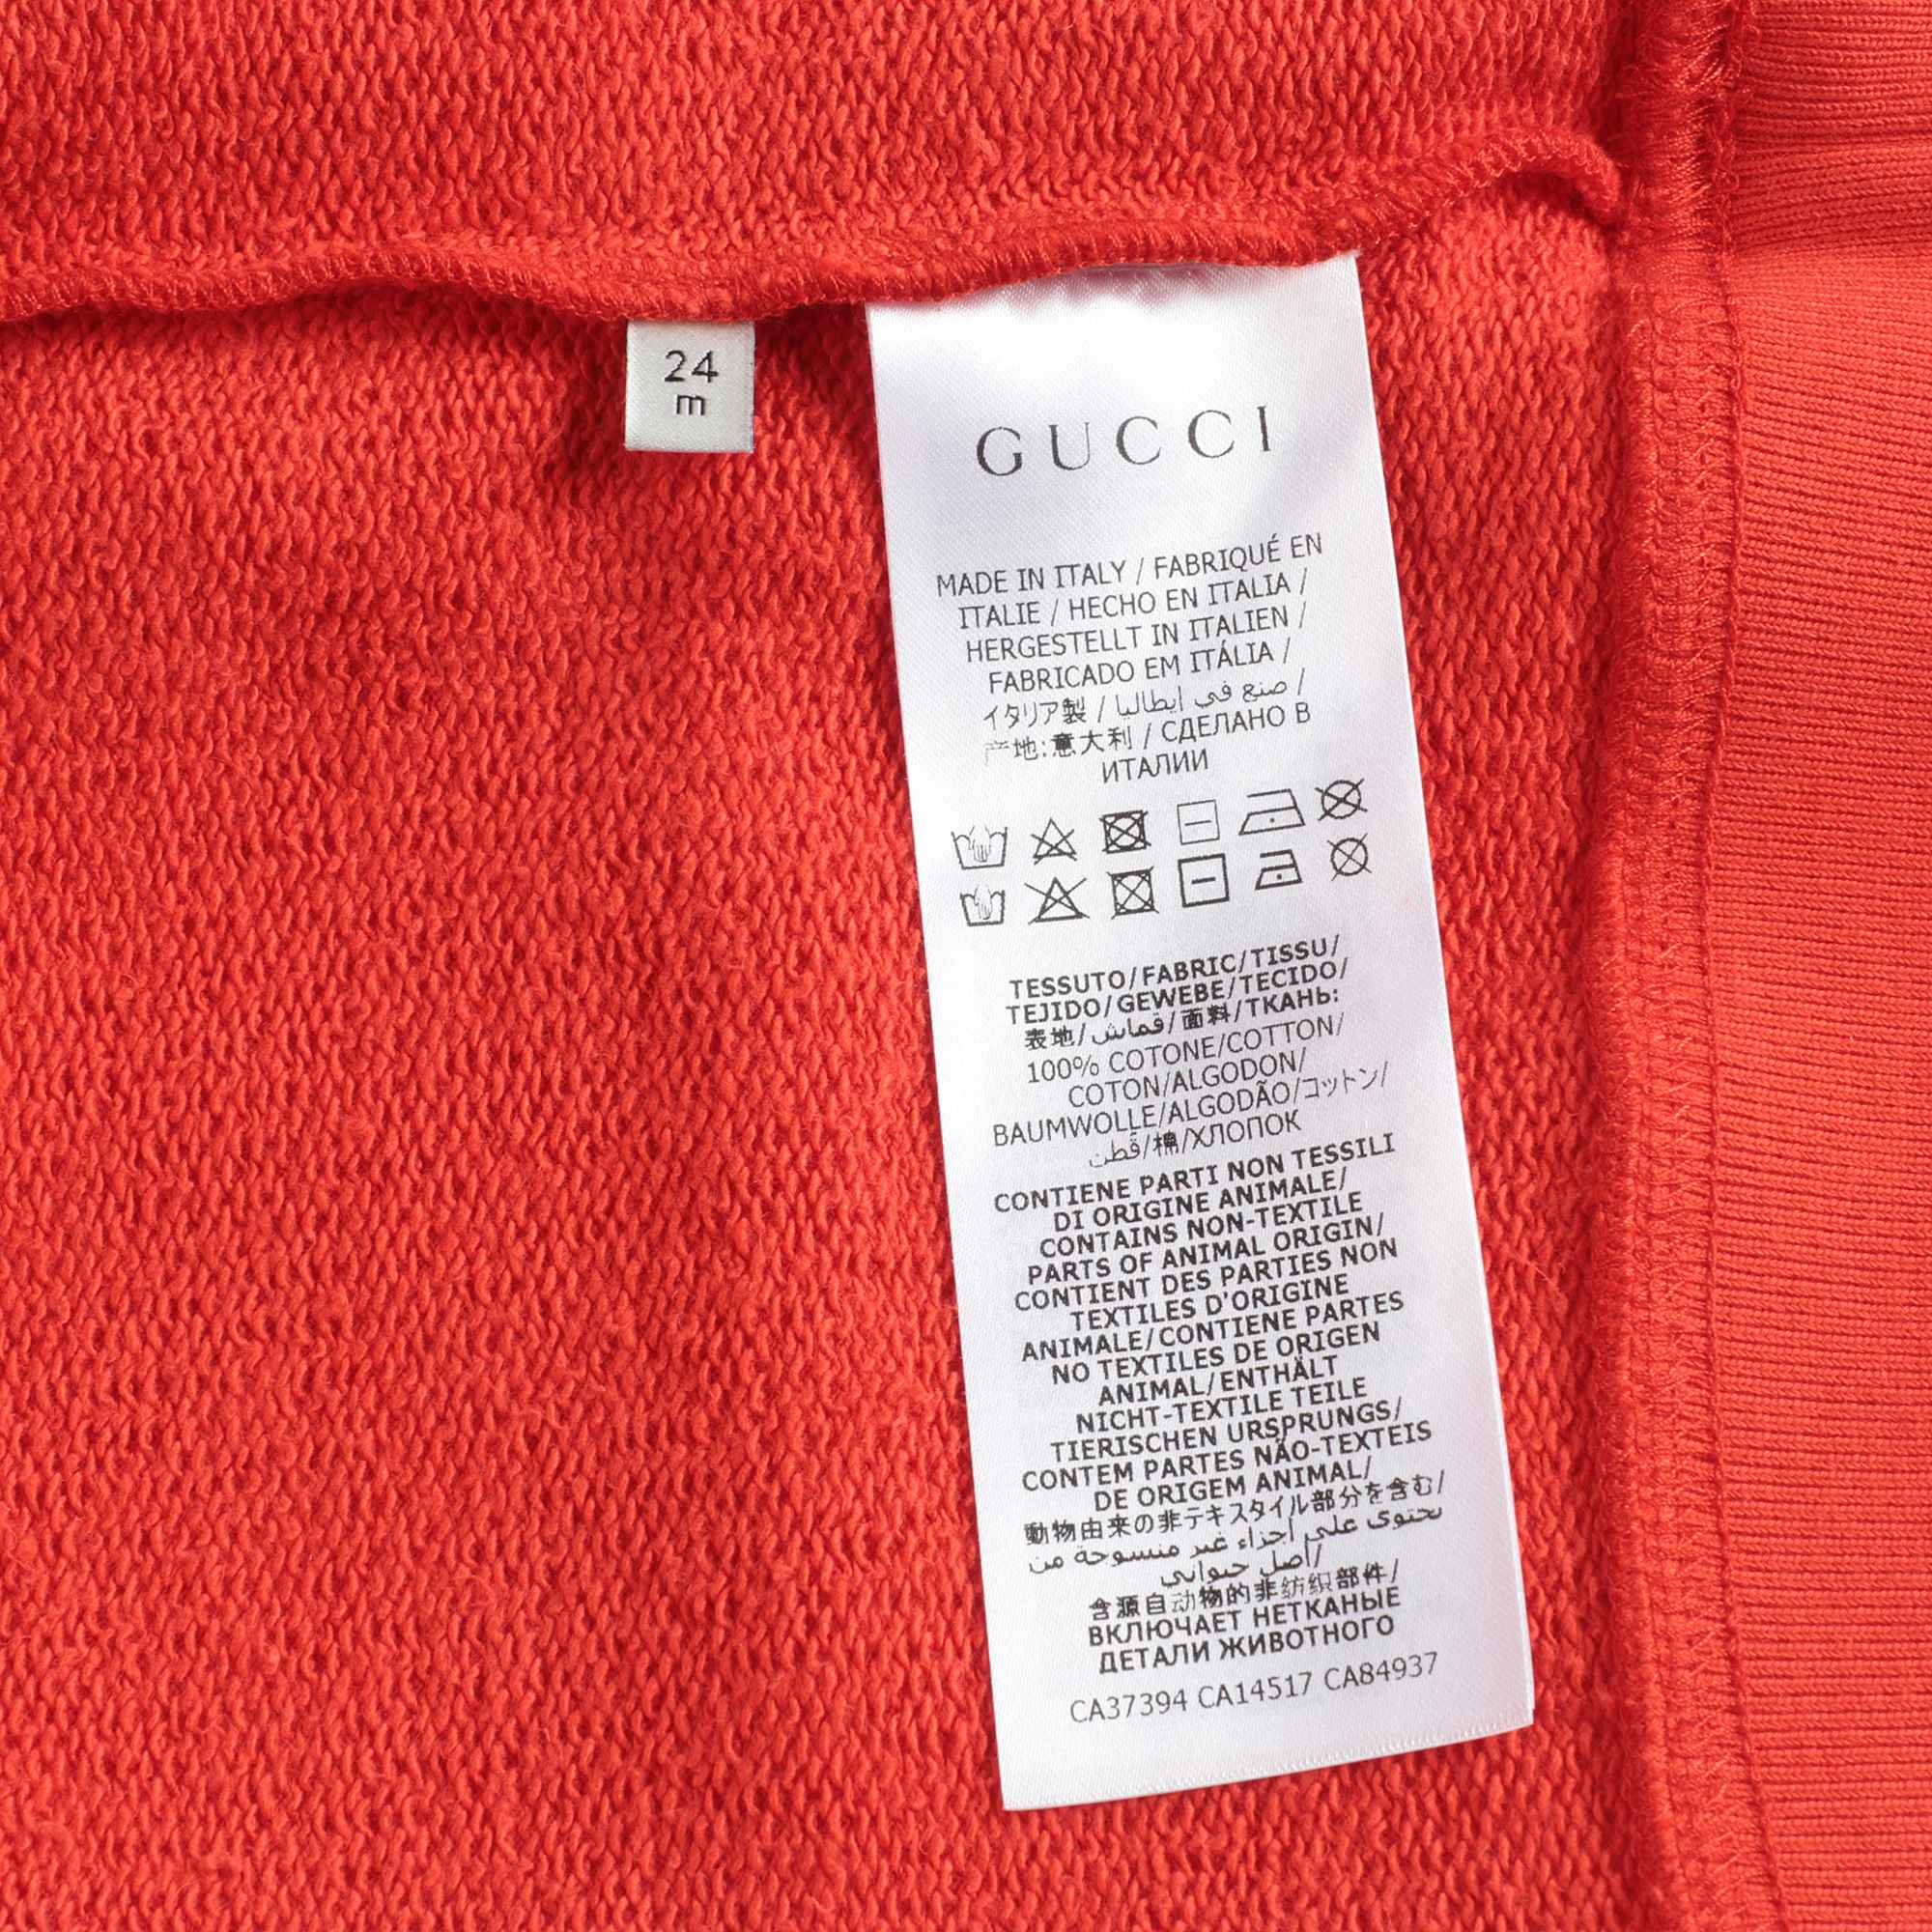 24
m
GUCCI
MADE IN ITALY / FABRIQUÉ EN
ITALIE / HECHO EN ITALIA /
HERGESTELLT IN ITALIEN /
FABRICADO EM ITÁLIA /
イタリア製 / صنع في ايطاليا /
产地:意大利 / СДЕЛАНО В
ИТАЛИИ
TESSUTO/FABRIC/TISSU/
TEJIDO/GEWEBE/TECIDO/
表地/قماش/面料/ТКАНЬ:
100% COTONE/COTTON/
COTON/ALGODON/
BAUMWOLLE/ALGODÃO/コットン/
قطن/棉/ХЛОПОК
CONTIENE PARTI NON TESSILI
DI ORIGINE ANIMALE/
CONTAINS NON-TEXTILE
PARTS OF ANIMAL ORIGIN/
CONTIENT DES PARTIES NON
TEXTILES D'ORIGINE
ANIMALE/CONTIENE PARTES
NO TEXTILES DE ORIGEN
ANIMAL/ENTHÄLT
NICHT-TEXTILE TEILE
TIERISCHEN URSPRUNGS/
CONTEM PARTES NÃO-TEXTEIS
DE ORIGEM ANIMAL/
動物由来の非テキスタイル部分を含む/
يحتوي على أجزاء غير منسوجة من
أصل حيواني/
含源自动物的非纺织部件/
ВКЛЮЧАЕТ НЕТКАНЫЕ
ДЕТАЛИ ЖИВОТНОГО
CA37394 CA14517 CA84937